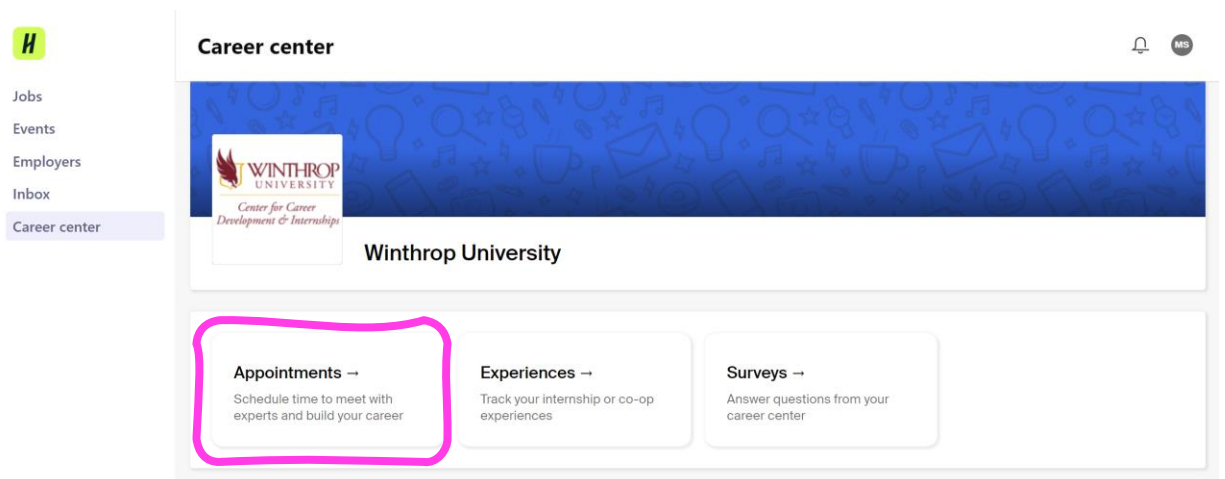 H
Career center
MS
Jobs
Events
Employers
Inbox
Career center
WINTHROP
UNIVERSITY
Center for Career
Development & Internships
Winthrop University
Appointments →
Schedule time to meet with
experts and build your career
Experiences →
Track your internship or co-op
experiences
Surveys →
Answer questions from your
career center